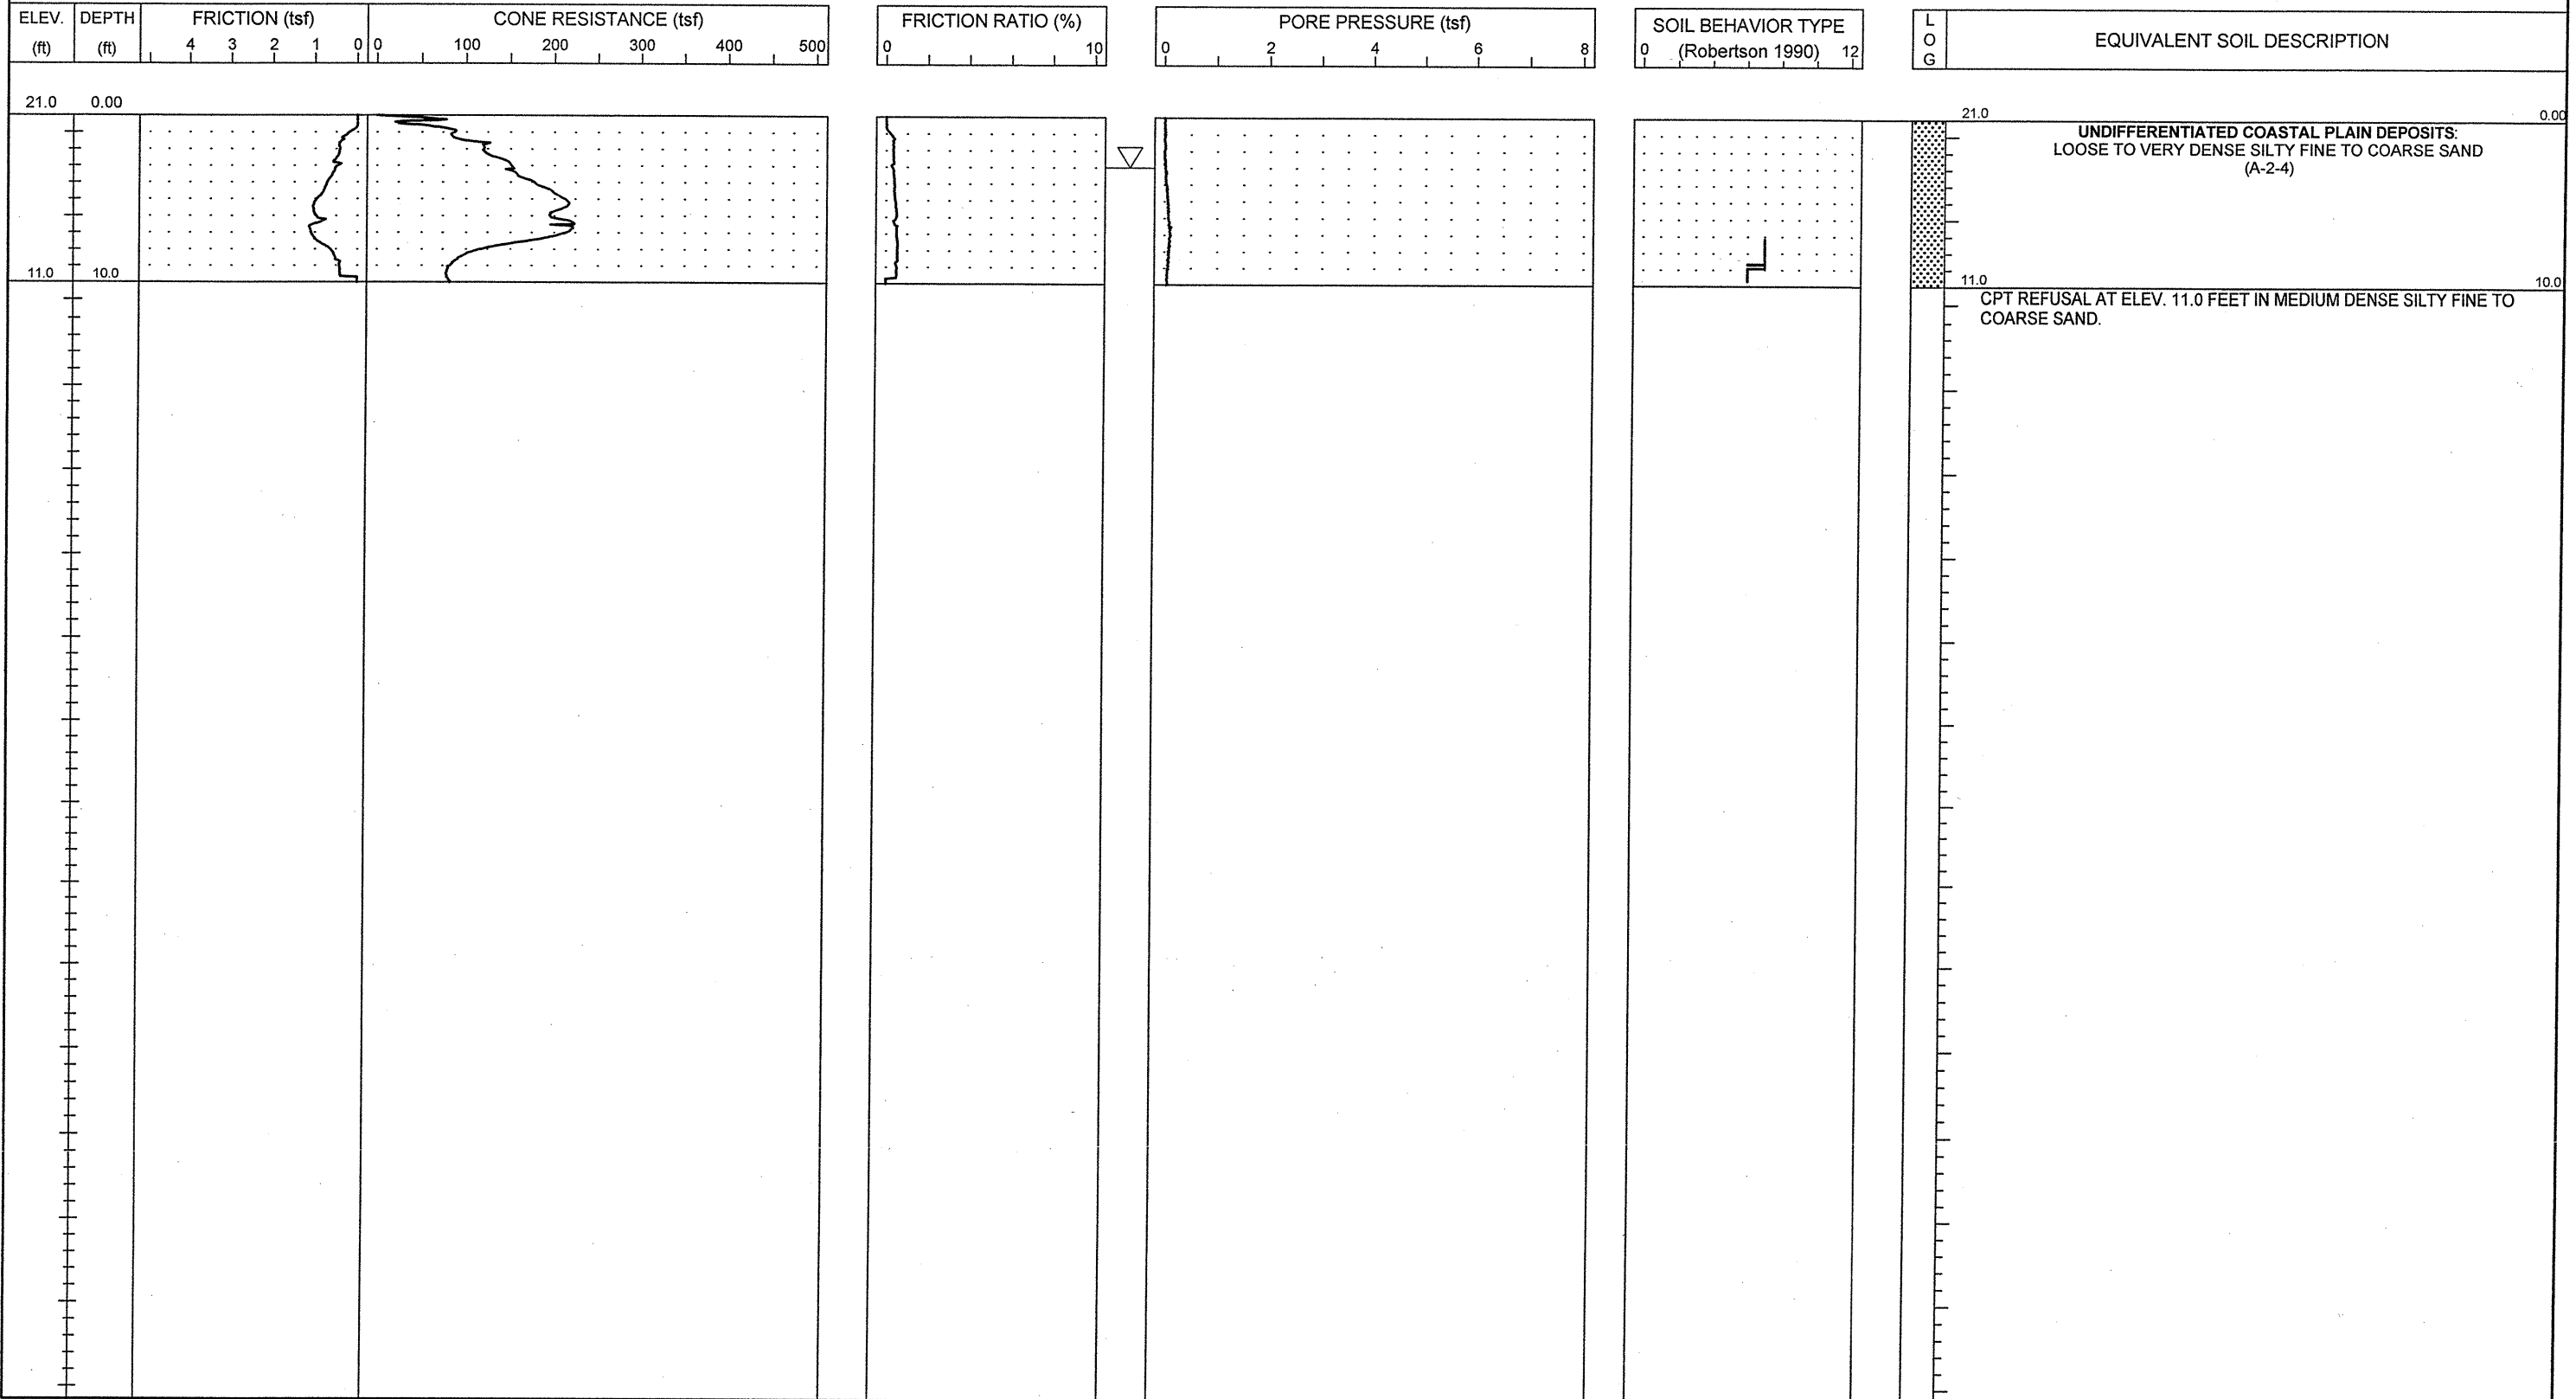 ELEV. (ft)
DEPTH (ft)
FRICTION (tsf)
4 3 2 1 0
CONE RESISTANCE (tsf)
0 100 200 300 400 500
FRICTION RATIO (%)
0 10
PORE PRESSURE (tsf)
0 2 4 6 8
SOIL BEHAVIOR TYPE
(Robertson 1990)
0 12
LOG
EQUIVALENT SOIL DESCRIPTION
21.0 0.00
21.0 0.00
UNDIFFERENTIATED COASTAL PLAIN DEPOSITS:
LOOSE TO VERY DENSE SILTY FINE TO COARSE SAND
(A-2-4)
11.0 10.0
11.0 10.0
CPT REFUSAL AT ELEV. 11.0 FEET IN MEDIUM DENSE SILTY FINE TO
COARSE SAND.